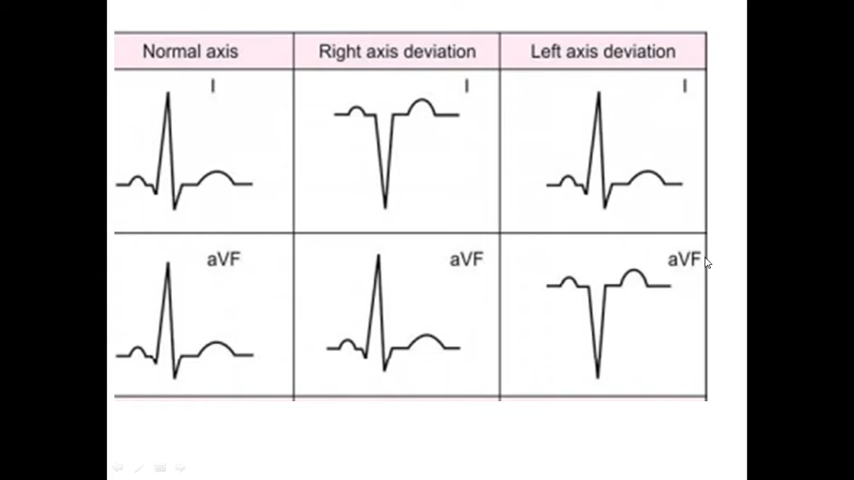 Normal axis Right axis deviation Left axis deviation
I I I
aVF aVF aVF